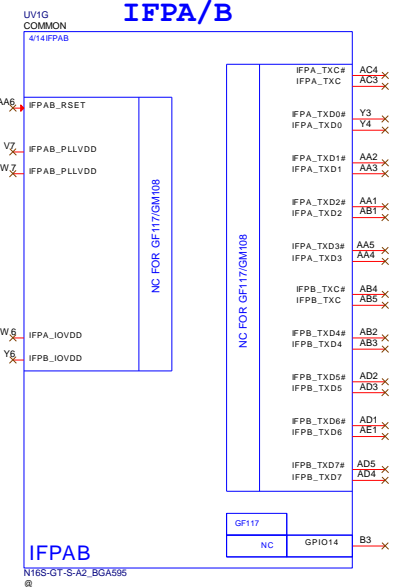 IFPA/B
UV1G
COMMON
4/14 IFPAB
IFPA_TXC# AC4
IFPA_TXC AC3
AA6 IFPAB_RSET
IFPA_TXD0# Y3
IFPA_TXD0 Y4
V7 IFPAB_PLLVDD
W7 IFPAB_PLLVDD
IFPA_TXD1# AA2
IFPA_TXD1 AA3
IFPA_TXD2# AA1
IFPA_TXD2 AB1
NC FOR GF117/GM108
NC FOR GF117/GM108
IFPA_TXD3# AA5
IFPA_TXD3 AA4
IFPB_TXC# AB4
IFPB_TXC AB5
W6 IFPA_IOVDD
Y6 IFPB_IOVDD
IFPB_TXD4# AB2
IFPB_TXD4 AB3
IFPB_TXD5# AD2
IFPB_TXD5 AD3
IFPB_TXD6# AD1
IFPB_TXD6 AE1
IFPB_TXD7# AD5
IFPB_TXD7 AD4
GF117
NC GPIO14 B3
IFPAB
N16S-GT-S-A2_BGA595
@